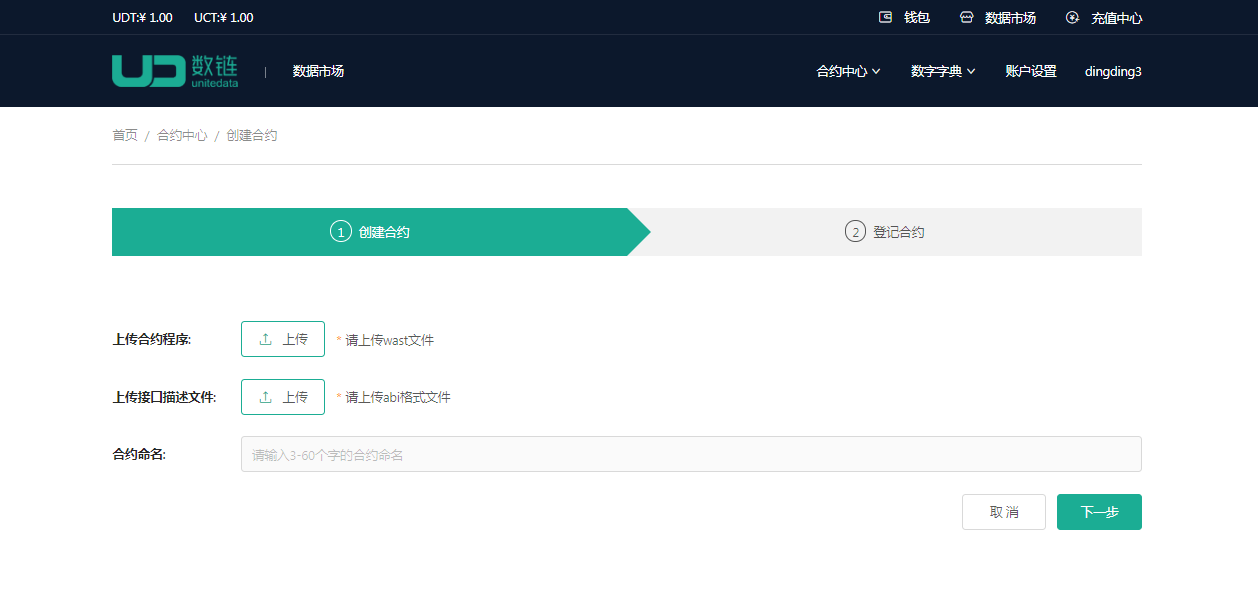 UDT:¥ 1.00 UCT:¥ 1.00 钱包 数据市场 充值中心
UD 数链 unitedata | 数据市场 合约中心 数字字典 账户设置 dingding3
首页 / 合约中心 / 创建合约
1 创建合约 2 登记合约
上传合约程序: 上传 * 请上传wast文件
上传接口描述文件: 上传 * 请上传abi格式文件
合约命名: 请输入3-60个字的合约命名
取 消 下一步